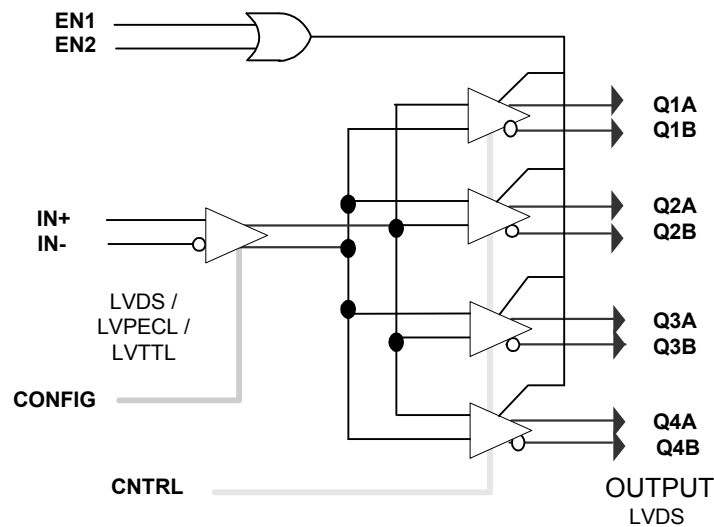 EN1
EN2
Q1A
Q1B
Q2A
Q2B
IN+
IN-
LVDS /
LVPECL /
LVTTL
Q3A
Q3B
CONFIG
Q4A
Q4B
CNTRL
OUTPUT
LVDS